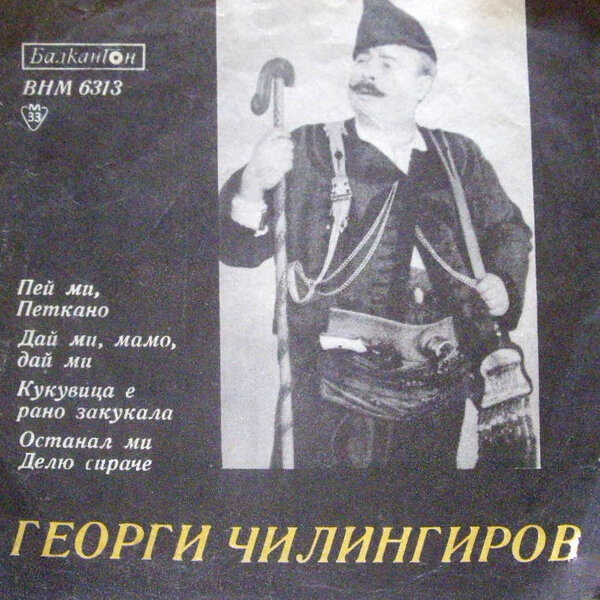 БалканТон
ВНМ 6313
М
33
Пей ми,
Петкано
Дай ми, мамо,
дай ми
Кукувица е
рано закукала
Останал ми
Делю сираче
ГЕОРГИ ЧИЛИНГИРОВ